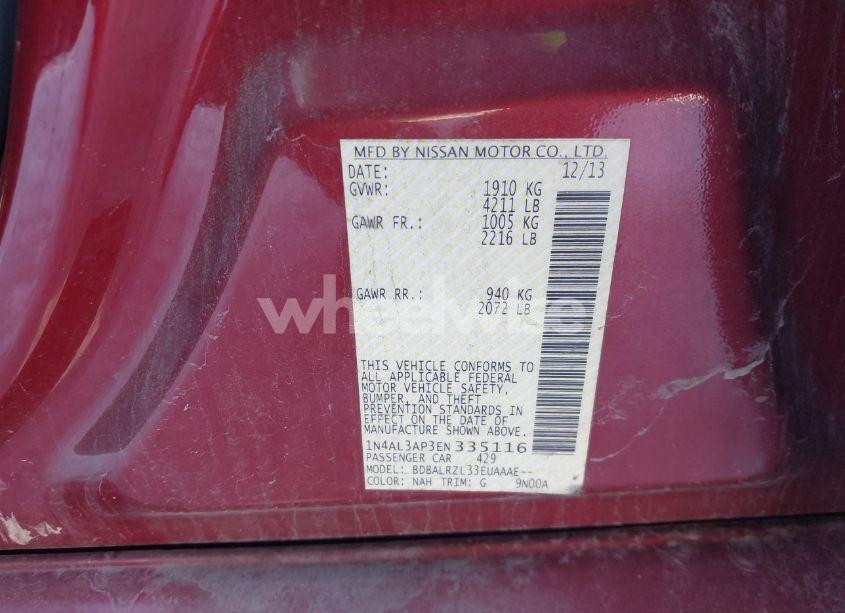 MFD BY NISSAN MOTOR CO., LTD.
DATE: 12/13
GVWR: 1910 KG
4211 LB
GAWR FR.: 1005 KG
2216 LB
GAWR RR.: 940 KG
2072 LB
wheelwise
THIS VEHICLE CONFORMS TO
ALL APPLICABLE FEDERAL
MOTOR VEHICLE SAFETY,
BUMPER, AND THEFT
PREVENTION STANDARDS IN
EFFECT ON THE DATE OF
MANUFACTURE SHOWN ABOVE.
1N4AL3AP3EN335116
PASSENGER CAR 429
MODEL: BDBALRZL33EUAAAE--
COLOR: NAH TRIM: G 9N00A